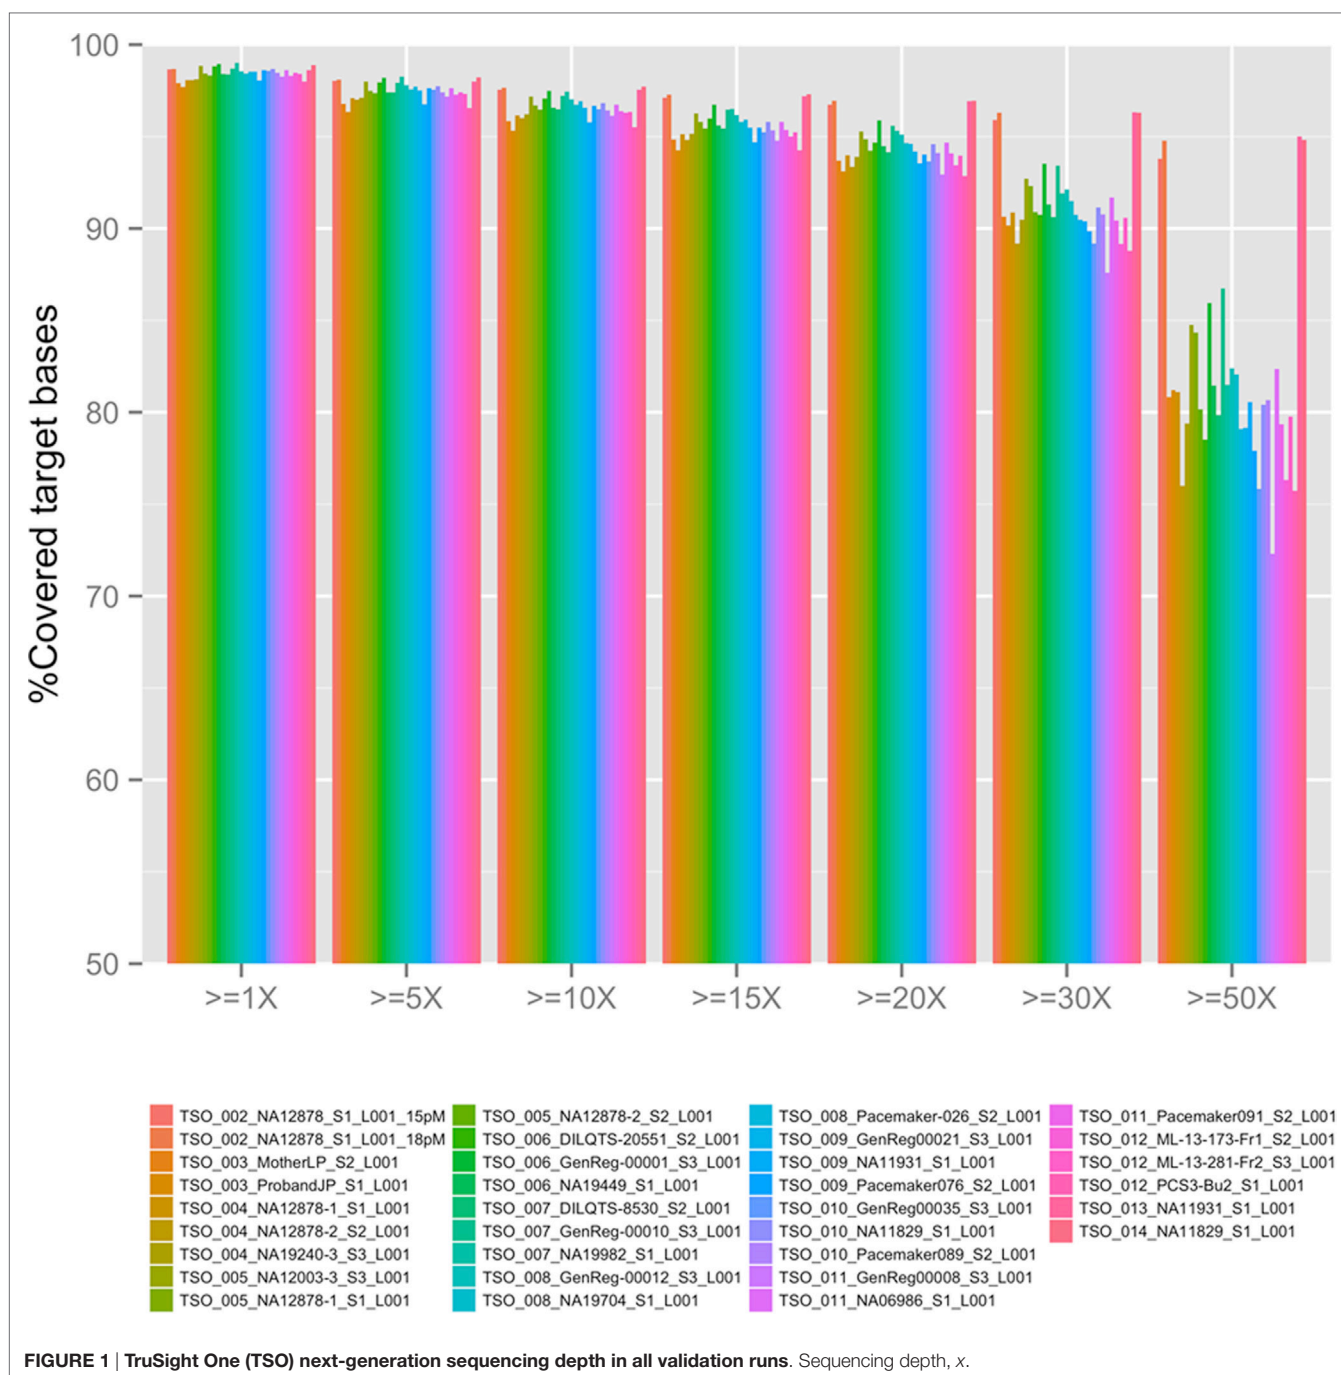 100
90
80
70
60
50
%Covered target bases
>=1X >=5X >=10X >=15X >=20X >=30X >=50X
TSO_002_NA12878_S1_L001_15pM
TSO_002_NA12878_S1_L001_18pM
TSO_003_MotherLP_S2_L001
TSO_003_ProbandJP_S1_L001
TSO_004_NA12878-1_S1_L001
TSO_004_NA12878-2_S2_L001
TSO_004_NA19240-3_S3_L001
TSO_005_NA12003-3_S3_L001
TSO_005_NA12878-1_S1_L001
TSO_005_NA12878-2_S2_L001
TSO_006_DILQTS-20551_S2_L001
TSO_006_GenReg-00001_S3_L001
TSO_006_NA19449_S1_L001
TSO_007_DILQTS-8530_S2_L001
TSO_007_GenReg-00010_S3_L001
TSO_007_NA19982_S1_L001
TSO_008_GenReg-00012_S3_L001
TSO_008_NA19704_S1_L001
TSO_008_Pacemaker-026_S2_L001
TSO_009_GenReg00021_S3_L001
TSO_009_NA11931_S1_L001
TSO_009_Pacemaker076_S2_L001
TSO_010_GenReg00035_S3_L001
TSO_010_NA11829_S1_L001
TSO_010_Pacemaker089_S2_L001
TSO_011_GenReg00008_S3_L001
TSO_011_NA06986_S1_L001
TSO_011_Pacemaker091_S2_L001
TSO_012_ML-13-173-Fr1_S2_L001
TSO_012_ML-13-281-Fr2_S3_L001
TSO_012_PCS3-Bu2_S1_L001
TSO_013_NA11931_S1_L001
TSO_014_NA11829_S1_L001
FIGURE 1 | TruSight One (TSO) next-generation sequencing depth in all validation runs. Sequencing depth, x.